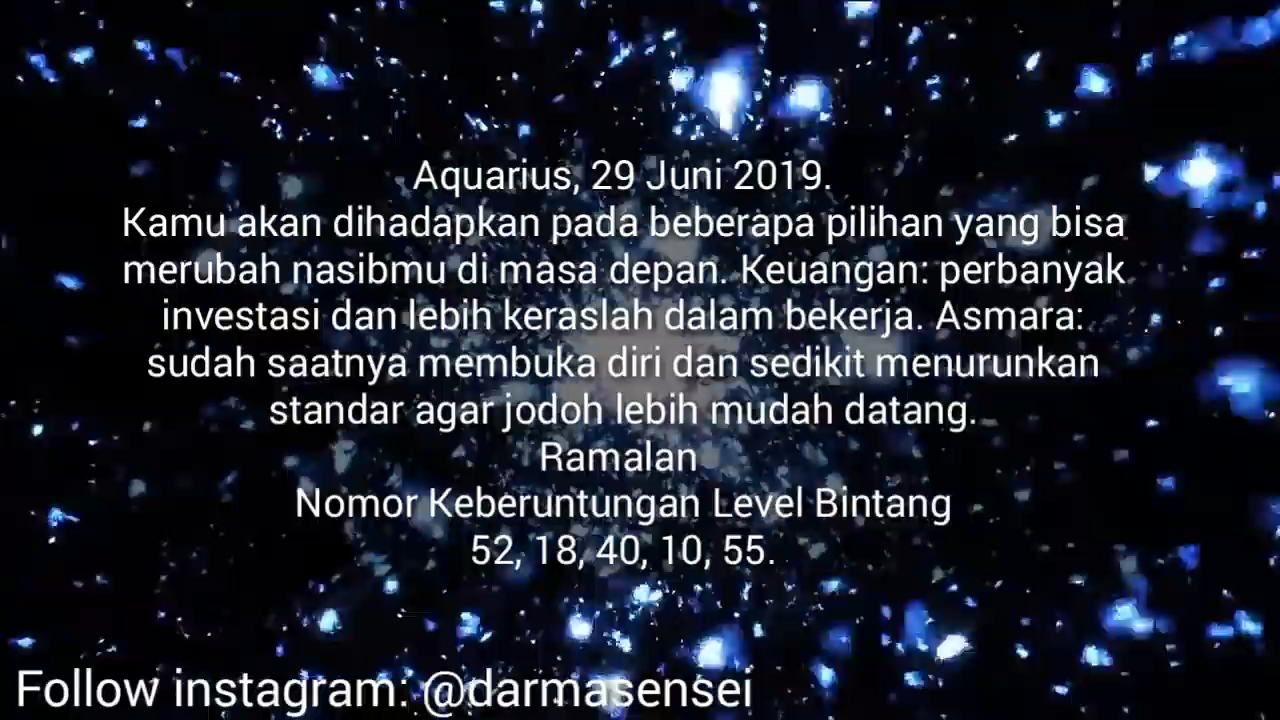 Aquarius, 29 Juni 2019.
Kamu akan dihadapkan pada beberapa pilihan yang bisa
merubah nasibmu di masa depan. Keuangan: perbanyak
investasi dan lebih keraslah dalam bekerja. Asmara:
sudah saatnya membuka diri dan sedikit menurunkan
standar agar jodoh lebih mudah datang.
Ramalan
Nomor Keberuntungan Level Bintang
52, 18, 40, 10, 55.
Follow instagram: @darmasensei